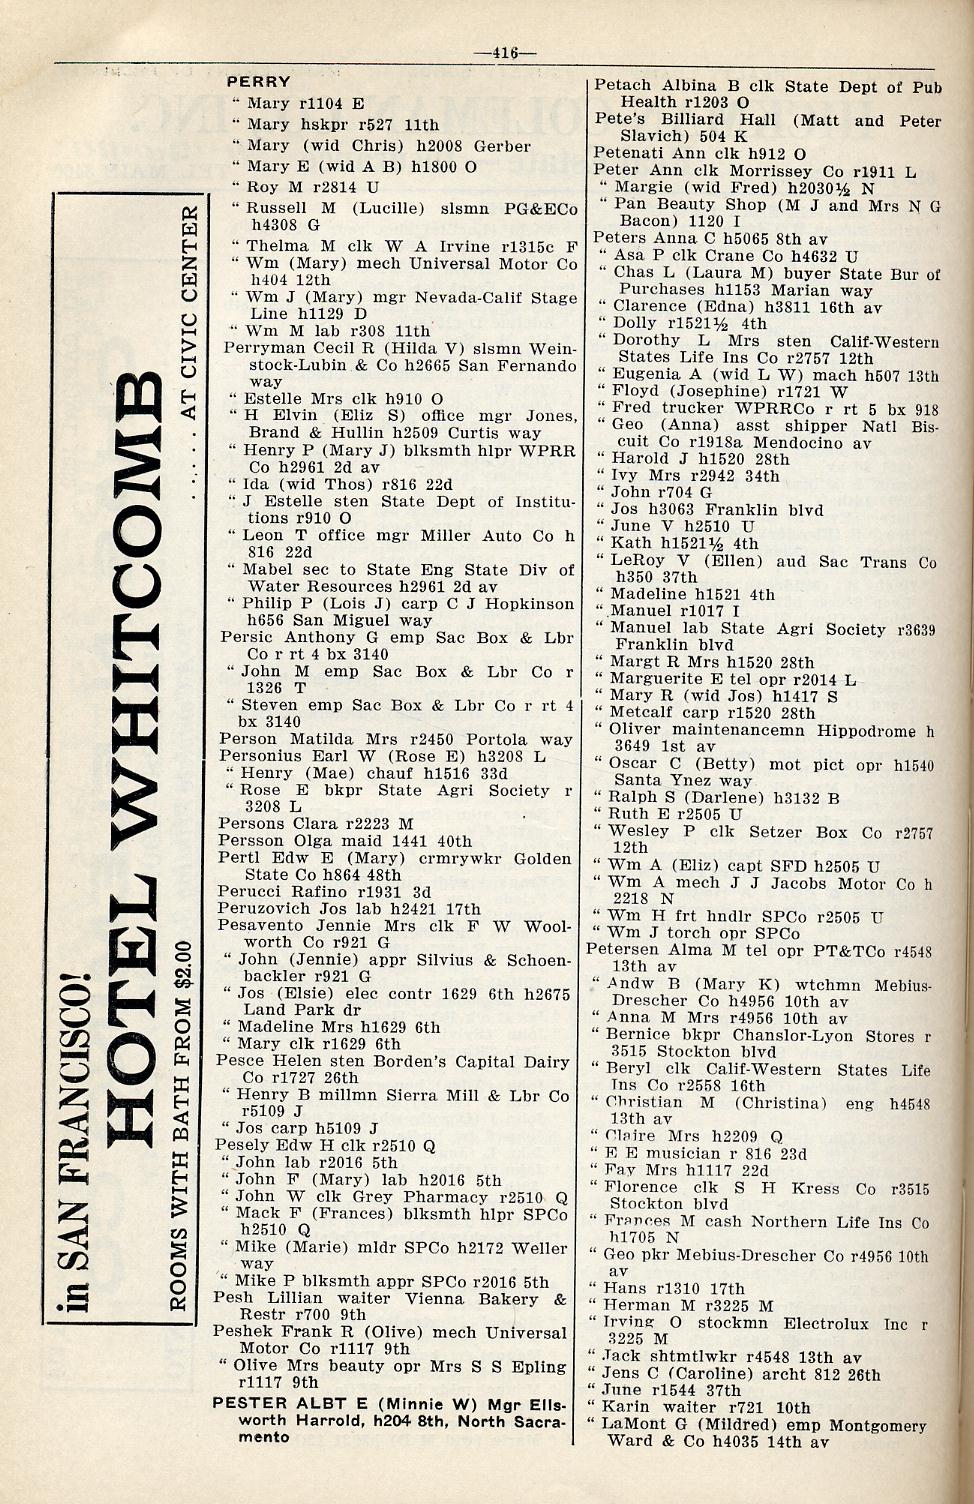 —416—
in SAN FRANCISCO!
HOTEL WHITCOMB
ROOMS WITH BATH FROM $2.00 ..... AT CIVIC CENTER
PERRY
" Mary r1104 E
" Mary hskpr r527 11th
" Mary (wid Chris) h2008 Gerber
" Mary E (wid A B) h1800 O
" Roy M r2814 U
" Russell M (Lucille) slsmn PG&ECo
h4308 G
" Thelma M clk W A Irvine r1315c F
" Wm (Mary) mech Universal Motor Co
h404 12th
" Wm J (Mary) mgr Nevada-Calif Stage
Line h1129 D
" Wm M lab r308 11th
Perryman Cecil R (Hilda V) slsmn Wein-
stock-Lubin & Co h2665 San Fernando
way
" Estelle Mrs clk h910 O
" H Elvin (Eliz S) office mgr Jones,
Brand & Hullin h2509 Curtis way
" Henry P (Mary J) blksmth hlpr WPRR
Co h2961 2d av
" Ida (wid Thos) r816 22d
" J Estelle sten State Dept of Institu-
tions r910 O
" Leon T office mgr Miller Auto Co h
816 22d
" Mabel sec to State Eng State Div of
Water Resources h2961 2d av
" Philip P (Lois J) carp C J Hopkinson
h656 San Miguel way
Persic Anthony G emp Sac Box & Lbr
Co r rt 4 bx 3140
" John M emp Sac Box & Lbr Co r
1326 T
" Steven emp Sac Box & Lbr Co r rt 4
bx 3140
Person Matilda Mrs r2450 Portola way
Personius Earl W (Rose E) h3208 L
" Henry (Mae) chauf h1516 33d
" Rose E bkpr State Agri Society r
3208 L
Persons Clara r2223 M
Persson Olga maid 1441 40th
Pertl Edw E (Mary) crmrywkr Golden
State Co h864 48th
Perucci Rafino r1931 3d
Peruzovich Jos lab h2421 17th
Pesavento Jennie Mrs clk F W Wool-
worth Co r921 G
" John (Jennie) appr Silvius & Schoen-
backler r921 G
" Jos (Elsie) elec contr 1629 6th h2675
Land Park dr
" Madeline Mrs h1629 6th
" Mary clk r1629 6th
Pesce Helen sten Borden's Capital Dairy
Co r1727 26th
" Henry B millmn Sierra Mill & Lbr Co
r5109 J
" Jos carp h5109 J
Pesely Edw H clk r2510 Q
" John lab r2016 5th
" John F (Mary) lab h2016 5th
" John W clk Grey Pharmacy r2510 Q
" Mack F (Frances) blksmth hlpr SPCo
h2510 Q
" Mike (Marie) mldr SPCo h2172 Weller
way
" Mike P blksmth appr SPCo r2016 5th
Pesh Lillian waiter Vienna Bakery &
Restr r700 9th
Peshek Frank R (Olive) mech Universal
Motor Co r1117 9th
" Olive Mrs beauty opr Mrs S S Epling
r1117 9th
PESTER ALBT E (Minnie W) Mgr Ells-
worth Harrold, h204 8th, North Sacra-
mento
Petach Albina B clk State Dept of Pub
Health r1203 O
Pete's Billiard Hall (Matt and Peter
Slavich) 504 K
Petenati Ann clk h912 O
Peter Ann clk Morrissey Co r1911 L
" Margie (wid Fred) h2030½ N
" Pan Beauty Shop (M J and Mrs N G
Bacon) 1120 I
Peters Anna C h5065 8th av
" Asa P clk Crane Co h4632 U
" Chas L (Laura M) buyer State Bur of
Purchases h1153 Marian way
" Clarence (Edna) h3811 16th av
" Dolly r1521½ 4th
" Dorothy L Mrs sten Calif-Western
States Life Ins Co r2757 12th
" Eugenia A (wid L W) mach h507 13th
" Floyd (Josephine) r1721 W
" Fred trucker WPRRCo r rt 5 bx 918
" Geo (Anna) asst shipper Natl Bis-
cuit Co r1918a Mendocino av
" Harold J h1520 28th
" Ivy Mrs r2942 34th
" John r704 G
" Jos h3063 Franklin blvd
" June V h2510 U
" Kath h1521½ 4th
" LeRoy V (Ellen) aud Sac Trans Co
h350 37th
" Madeline h1521 4th
" Manuel r1017 I
" Manuel lab State Agri Society r3639
Franklin blvd
" Margt R Mrs h1520 28th
" Marguerite E tel opr r2014 L
" Mary R (wid Jos) h1417 S
" Metcalf carp r1520 28th
" Oliver maintenancemn Hippodrome h
3649 1st av
" Oscar C (Betty) mot pict opr h1540
Santa Ynez way
" Ralph S (Darlene) h3132 B
" Ruth E r2505 U
" Wesley P clk Setzer Box Co r2757
12th
" Wm A (Eliz) capt SFD h2505 U
" Wm A mech J J Jacobs Motor Co h
2218 N
" Wm H frt hndlr SPCo r2505 U
" Wm J torch opr SPCo
Petersen Alma M tel opr PT&TCo r4548
13th av
" Andw B (Mary K) wtchmn Mebius-
Drescher Co h4956 10th av
" Anna M Mrs r4956 10th av
" Bernice bkpr Chanslor-Lyon Stores r
3515 Stockton blvd
" Beryl clk Calif-Western States Life
Ins Co r2558 16th
" Christian M (Christina) eng h4548
13th av
" Claire Mrs h2209 Q
" E E musician r 816 23d
" Fay Mrs h1117 22d
" Florence clk S H Kress Co r3515
Stockton blvd
" Frances M cash Northern Life Ins Co
h1705 N
" Geo pkr Mebius-Drescher Co r4956 10th
av
" Hans r1310 17th
" Herman M r3225 M
" Irving O stockmn Electrolux Inc r
3225 M
" Jack shtmtlwkr r4548 13th av
" Jens C (Caroline) archt 812 26th
" June r1544 37th
" Karin waiter r721 10th
" LaMont G (Mildred) emp Montgomery
Ward & Co h4035 14th av